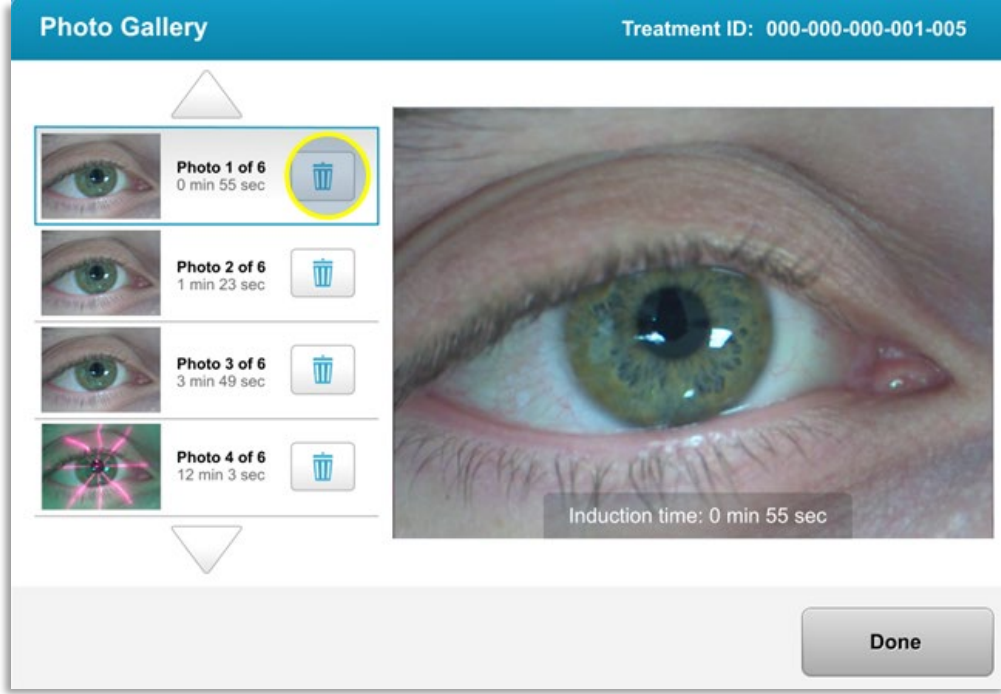 Photo Gallery
Treatment ID: 000-000-000-001-005
Photo 1 of 6
0 min 55 sec
Photo 2 of 6
1 min 23 sec
Photo 3 of 6
3 min 49 sec
Photo 4 of 6
12 min 3 sec
Induction time: 0 min 55 sec
Done